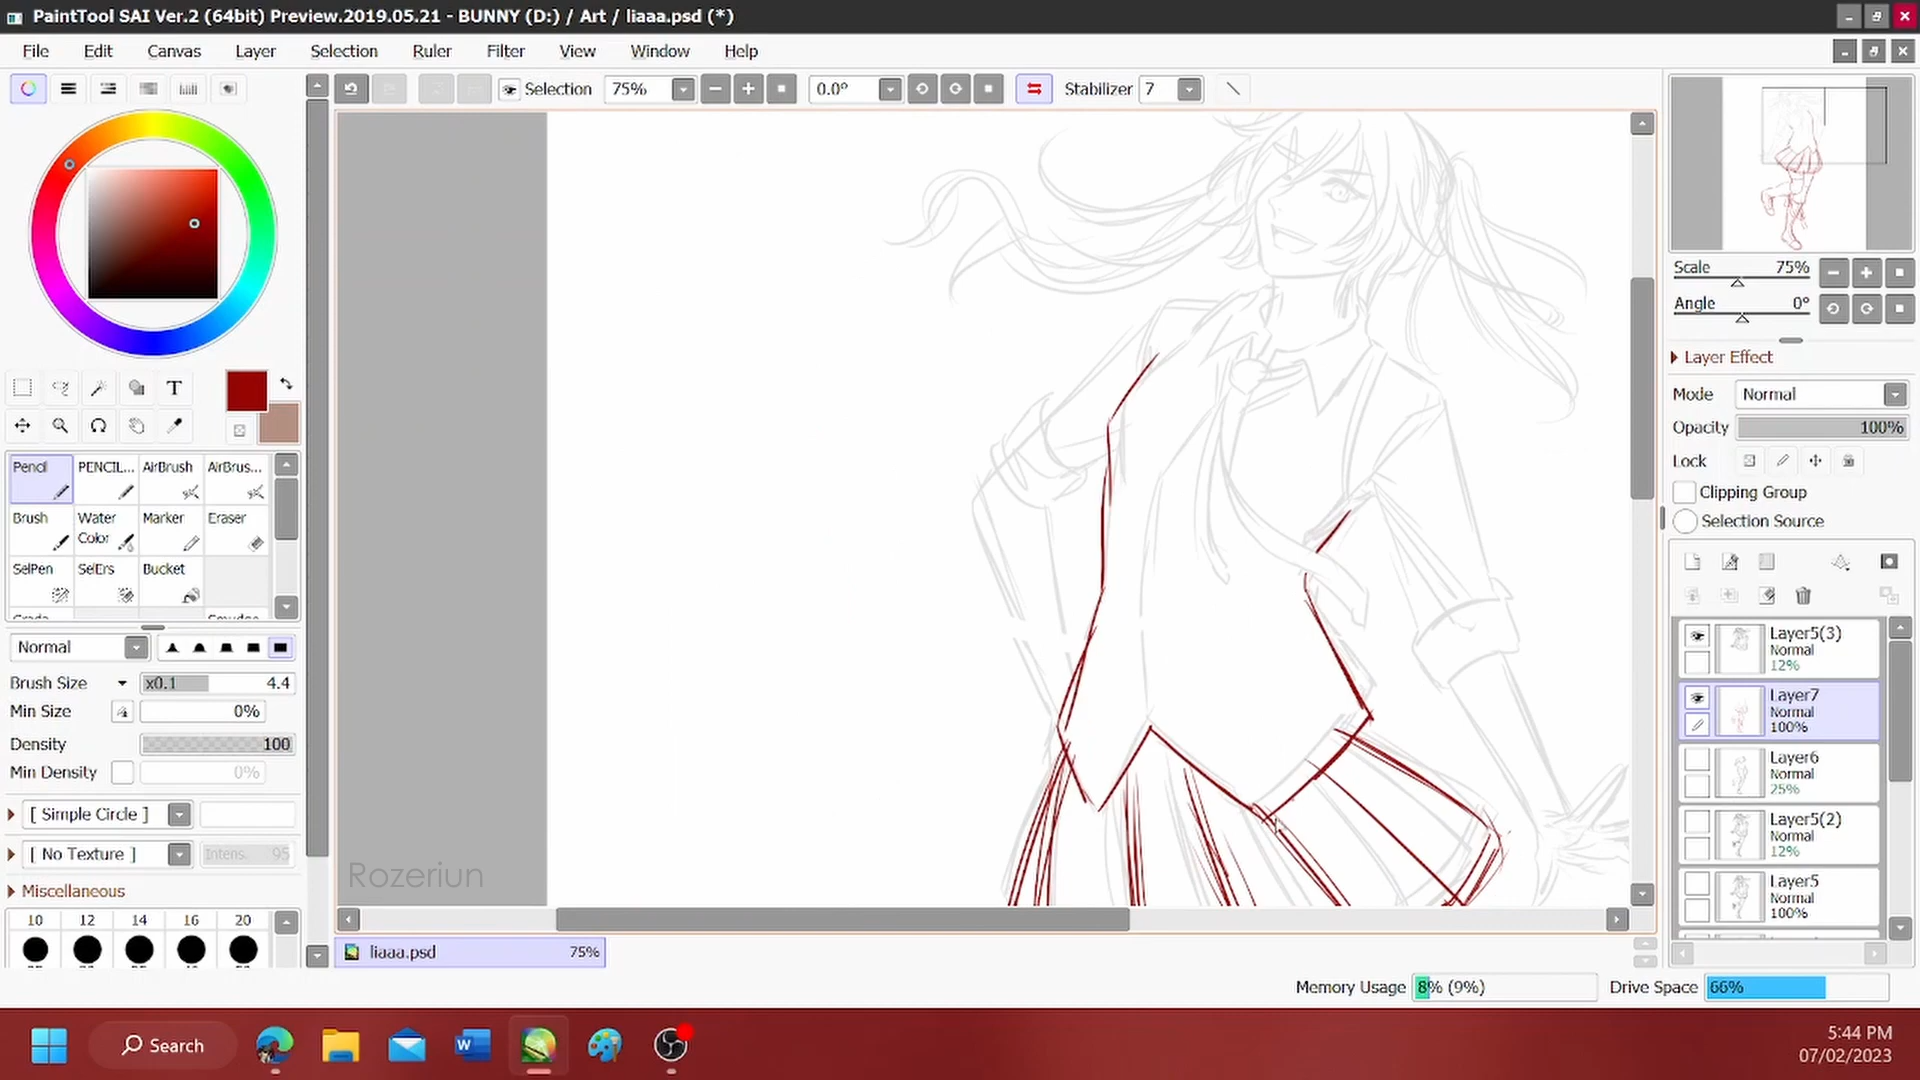 PaintTool SAI Ver.2 (64bit) Preview.2019.05.21 - BUNNY (D:) / Art / liaaa.psd (*)
File Edit Canvas Layer Selection Ruler Filter View Window Help
Selection 75% 0.0° Stabilizer 7
Scale 75%
Angle 0°
Layer Effect
Mode Normal
Opacity 100%
Lock
Clipping Group
Selection Source
T
Pencil PENCIL... AirBrush AirBrus...
Brush Water Color Marker Eraser
SelPen SelErs Bucket
Normal
Brush Size x0.1 4.4
Min Size 0%
Density 100
Min Density 0%
[ Simple Circle ]
[ No Texture ] Intens. 95
Miscellaneous
10 12 14 16 20
Rozeriun
liaaa.psd 75%
Layer5(3)
Normal
12%
Layer7
Normal
100%
Layer6
Normal
25%
Layer5(2)
Normal
12%
Layer5
Normal
100%
Memory Usage 8% (9%) Drive Space 66%
Search
W
5:44 PM
07/02/2023